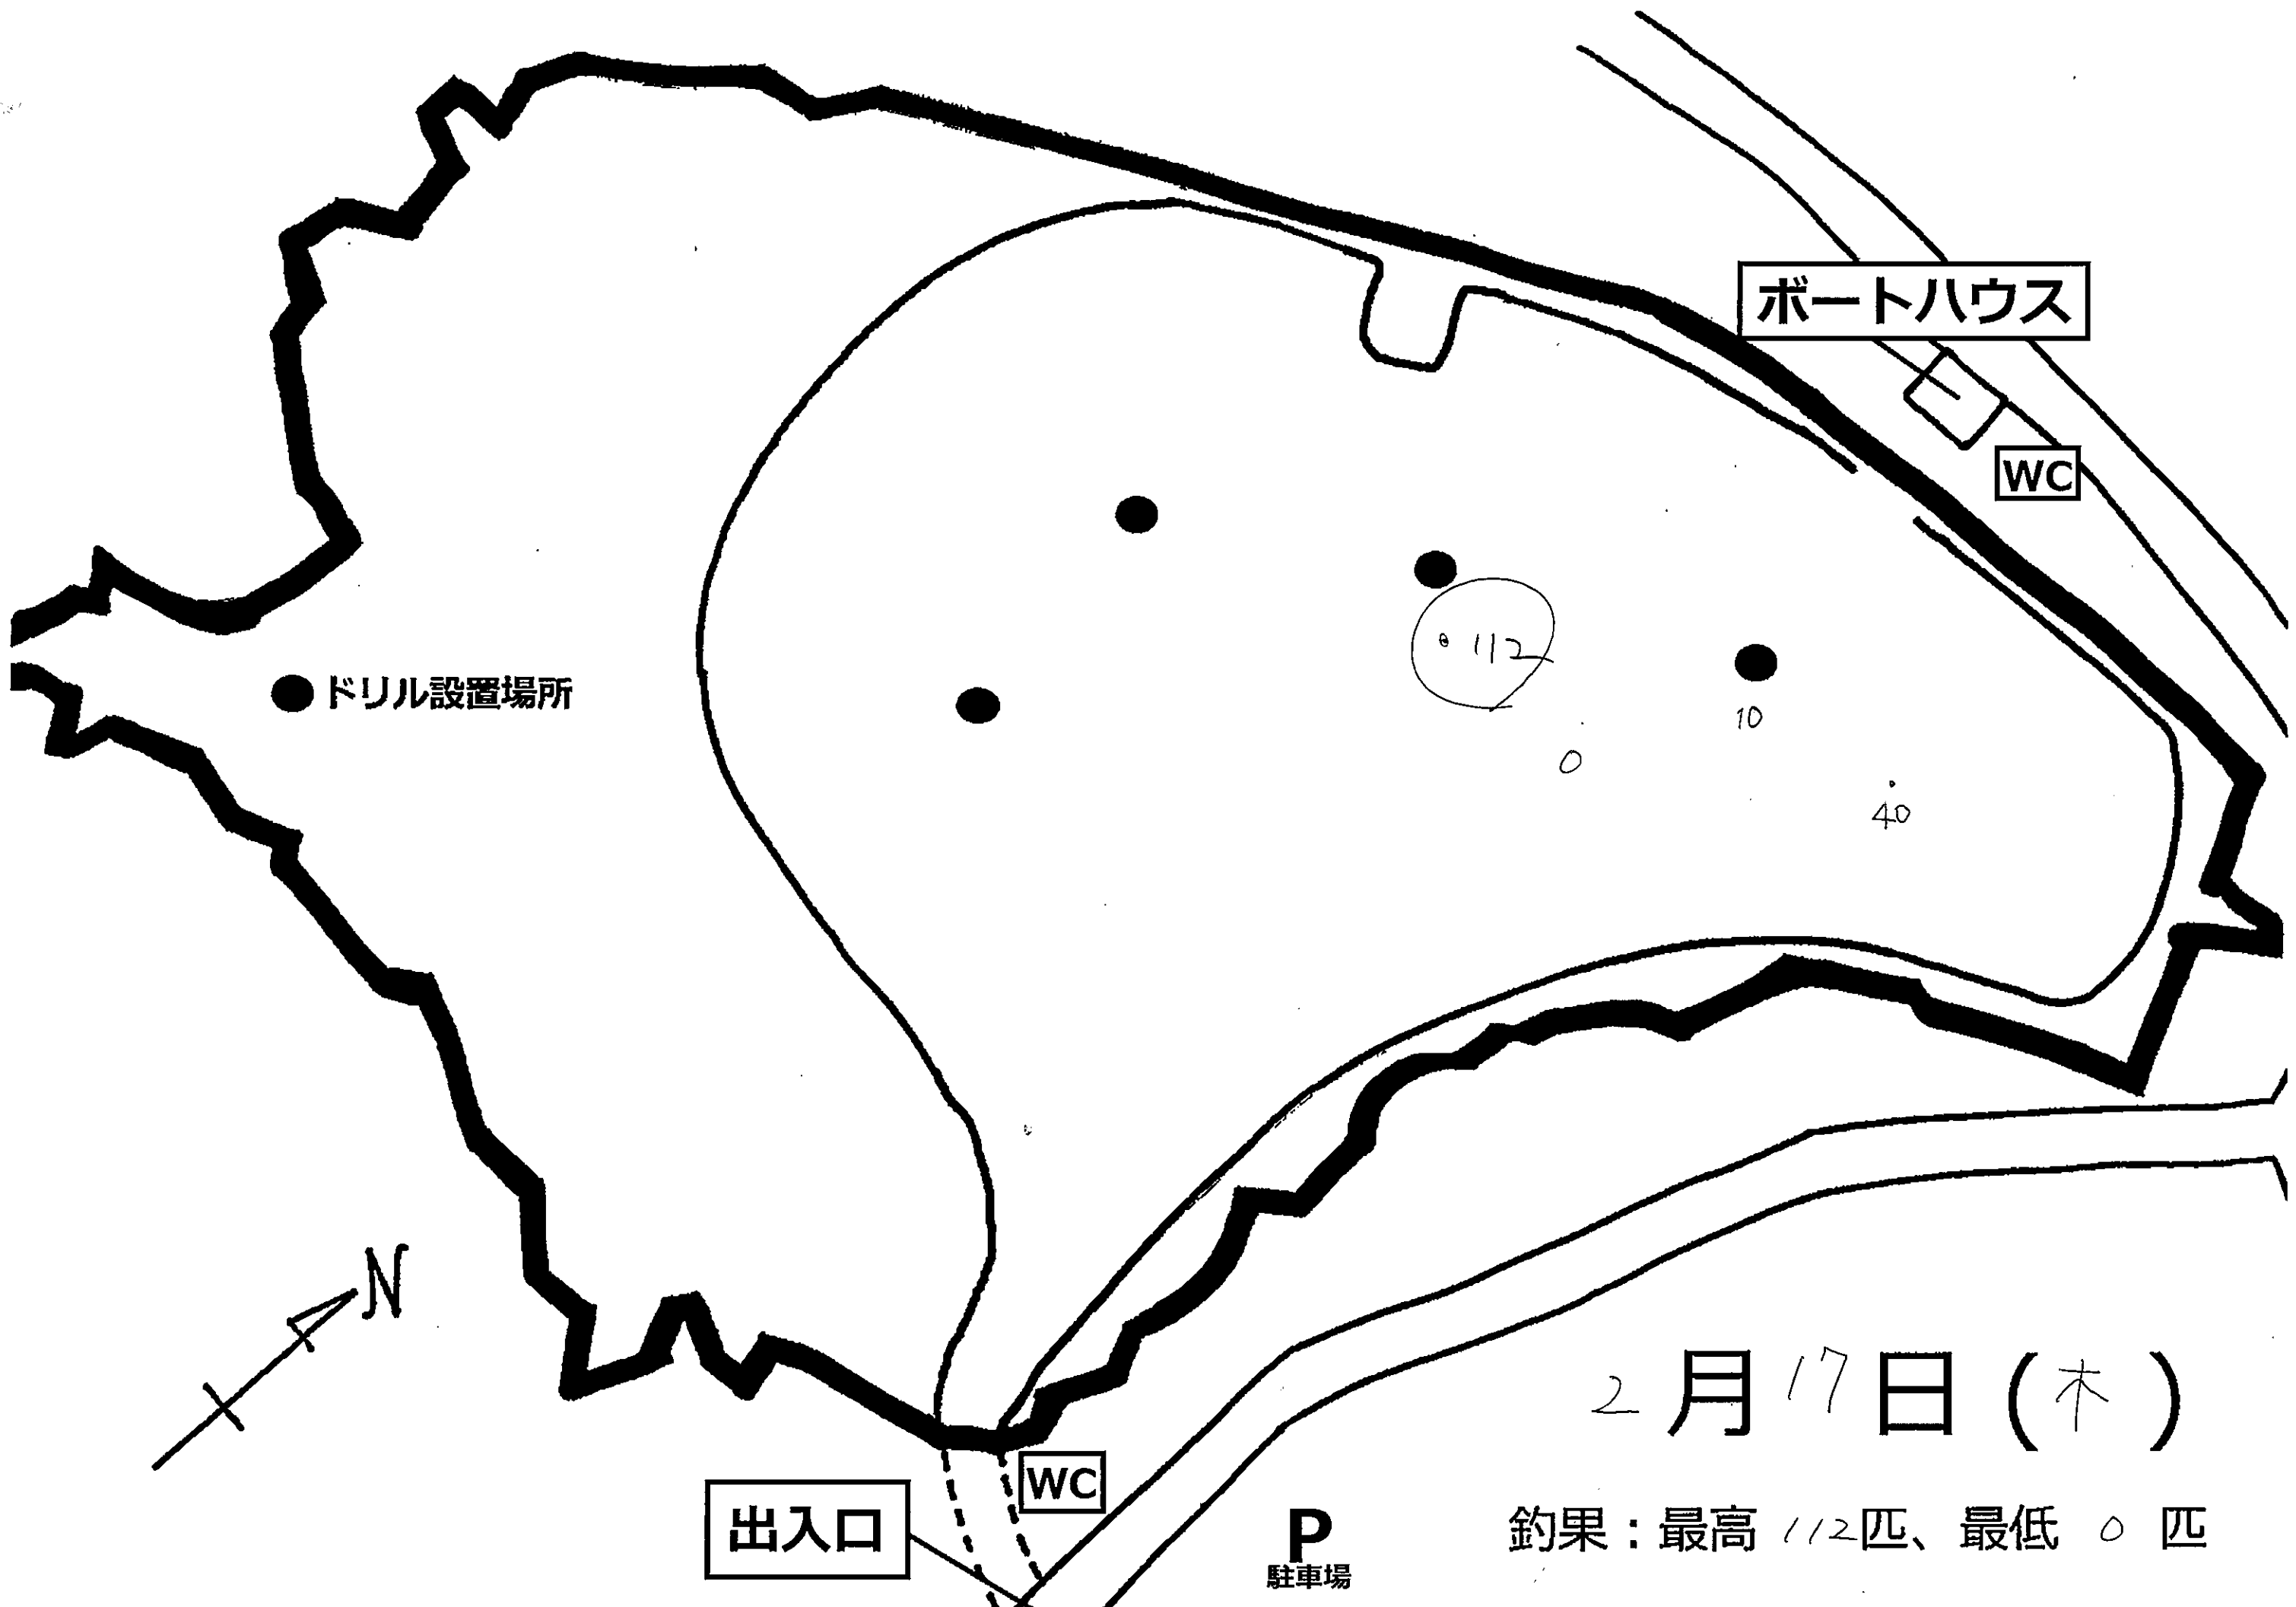 ボートハウス
WC
ドリル設置場所
112
10
0
40
N
2月17日(木)
WC
出入口
P
駐車場
釣果:最高 112匹、最低 0 匹